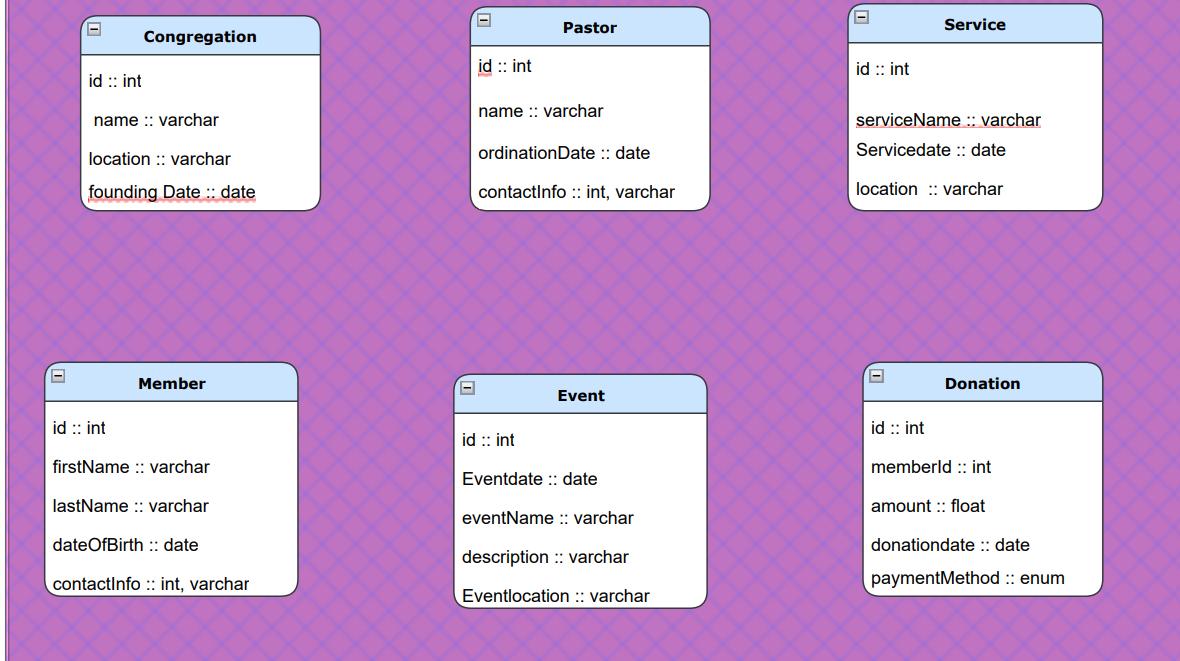 Congregation
id :: int
name :: varchar
location :: varchar
founding Date :: date
Pastor
id :: int
name :: varchar
ordinationDate :: date
contactInfo :: int, varchar
Service
id :: int
serviceName :: varchar
Servicedate :: date
location :: varchar
Member
id :: int
firstName :: varchar
lastName :: varchar
dateOfBirth :: date
contactInfo :: int, varchar
Event
id :: int
Eventdate :: date
eventName :: varchar
description :: varchar
Eventlocation :: varchar
Donation
id :: int
memberId :: int
amount :: float
donationdate :: date
paymentMethod :: enum